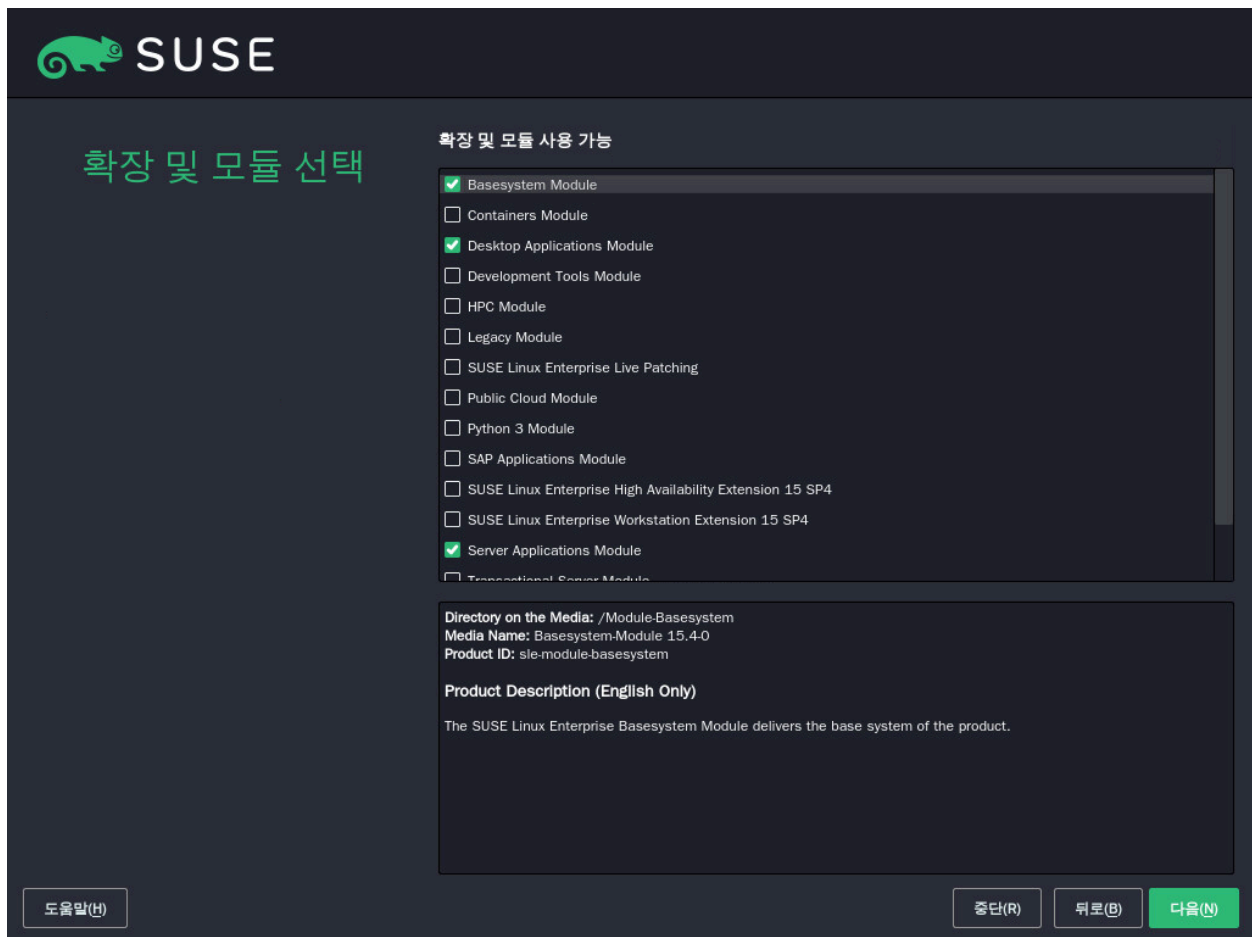 SUSE
확장 및 모듈 선택
확장 및 모듈 사용 가능
Basesystem Module
Containers Module
Desktop Applications Module
Development Tools Module
HPC Module
Legacy Module
SUSE Linux Enterprise Live Patching
Public Cloud Module
Python 3 Module
SAP Applications Module
SUSE Linux Enterprise High Availability Extension 15 SP4
SUSE Linux Enterprise Workstation Extension 15 SP4
Server Applications Module
Transactional Server Module
Directory on the Media: /Module-Basesystem
Media Name: Basesystem-Module 15.4-0
Product ID: sle-module-basesystem
Product Description (English Only)
The SUSE Linux Enterprise Basesystem Module delivers the base system of the product.
도움말(H)
중단(R)
뒤로(B)
다음(N)